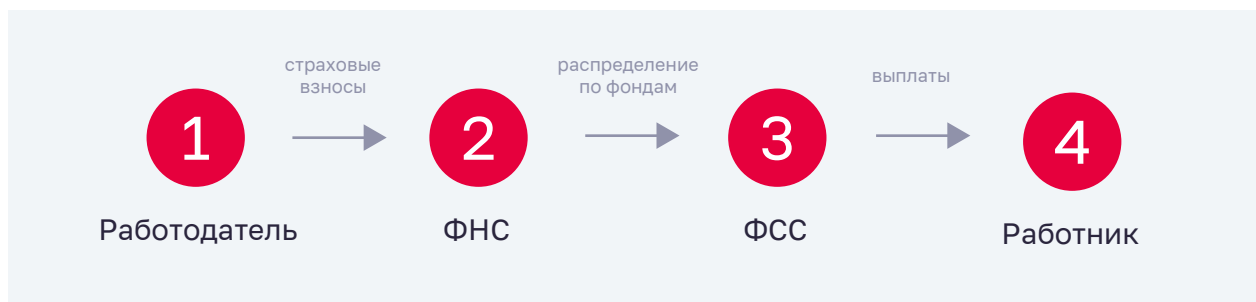 страховые
взносы
распределение
по фондам
выплаты
1
2
3
4
Работодатель
ФНС
ФСС
Работник